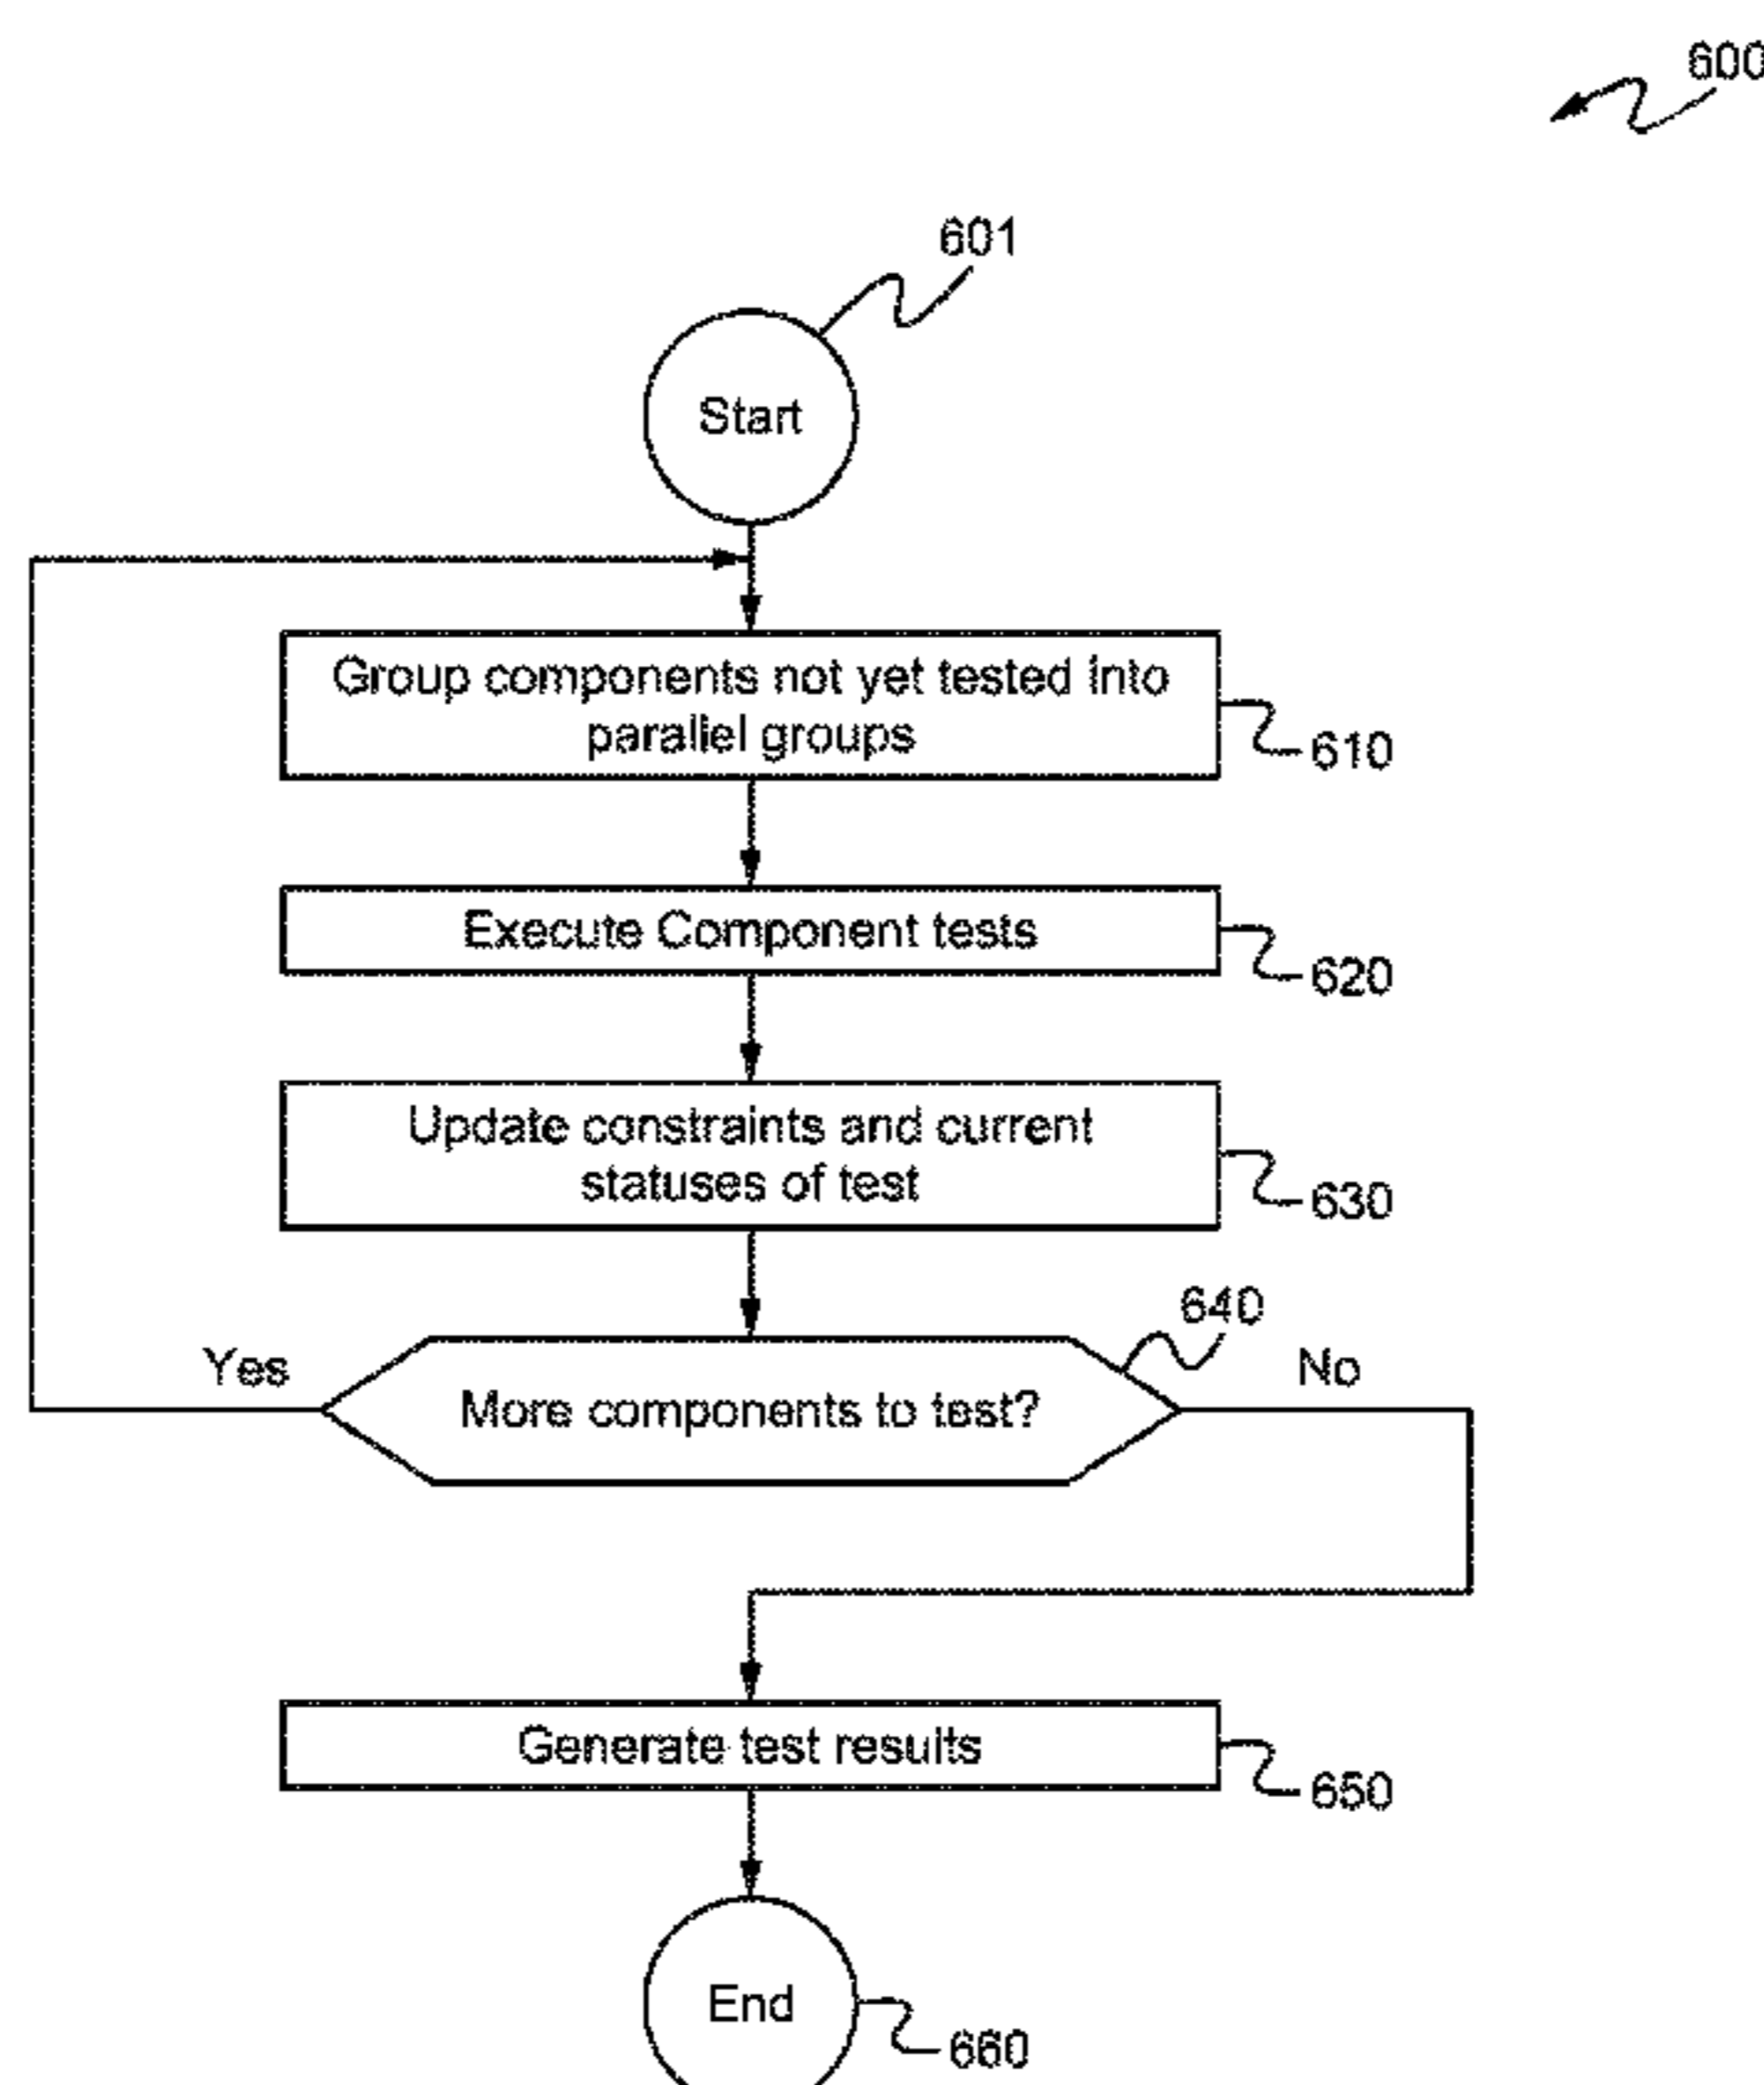 600
601
Start
Group components not yet tested into
parallel groups
610
Execute Component tests
620
Update constraints and current
statuses of test
630
640
Yes
No
More components to test?
Generate test results
650
End
660